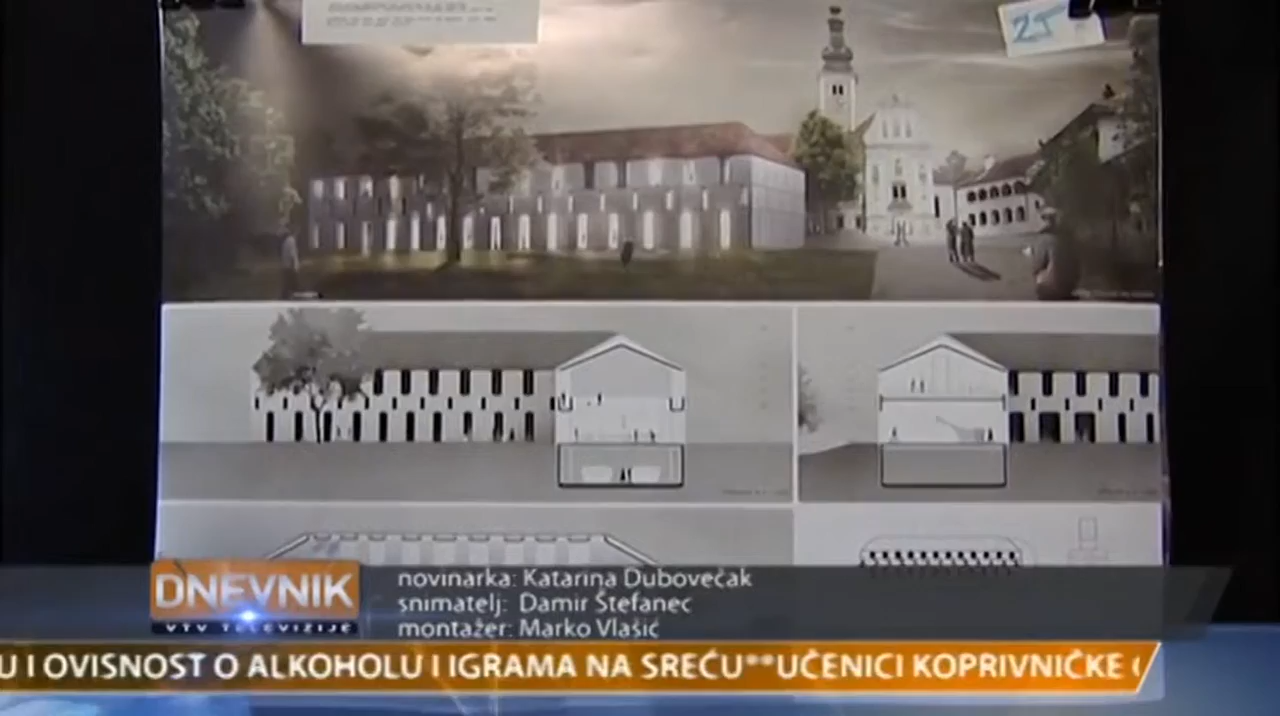 ZT
DNEVNIK
VTV TELEVIZIJE
novinarka: Katarina Dubovečak
snimatelj: Damir Štefanec
montažer: Marko Vlašić
U I OVISNOST O ALKOHOLU I IGRAMA NA SREĆU**UČENICI KOPRIVNIČKE